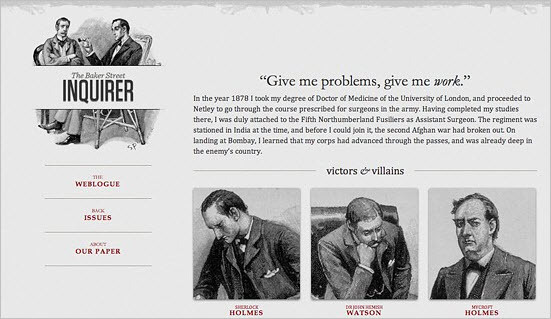 The Baker Street
INQUIRER
THE
WEBLOGUE
BACK
ISSUES
ABOUT
OUR PAPER
“Give me problems, give me work.”
In the year 1878 I took my degree of Doctor of Medicine of the University of London, and proceeded to
Netley to go through the course prescribed for surgeons in the army. Having completed my studies
there, I was duly attached to the Fifth Northumberland Fusiliers as Assistant Surgeon. The regiment was
stationed in India at the time, and before I could join it, the second Afghan war had broken out. On
landing at Bombay, I learned that my corps had advanced through the passes, and was already deep in
the enemy's country.
victors & villains
SHERLOCK
HOLMES
DR JOHN HEMISH
WATSON
MYCROFT
HOLMES
SP